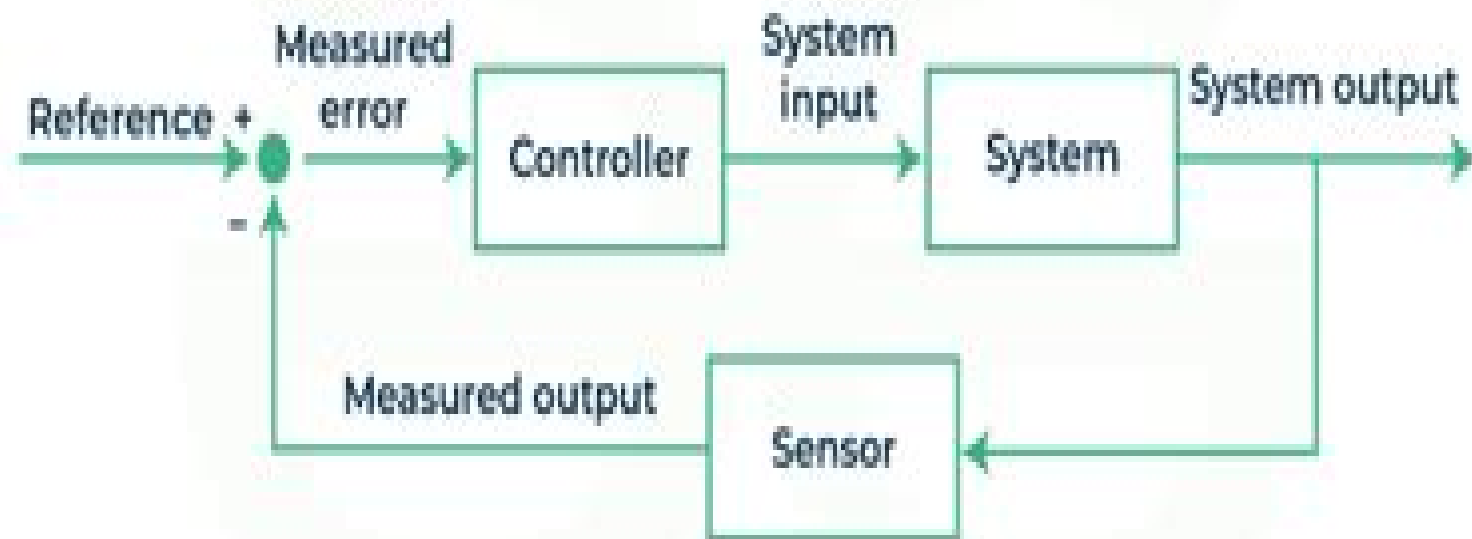 Measured
error
System
input
System output
Reference +
Controller
System
-
Measured output
Sensor